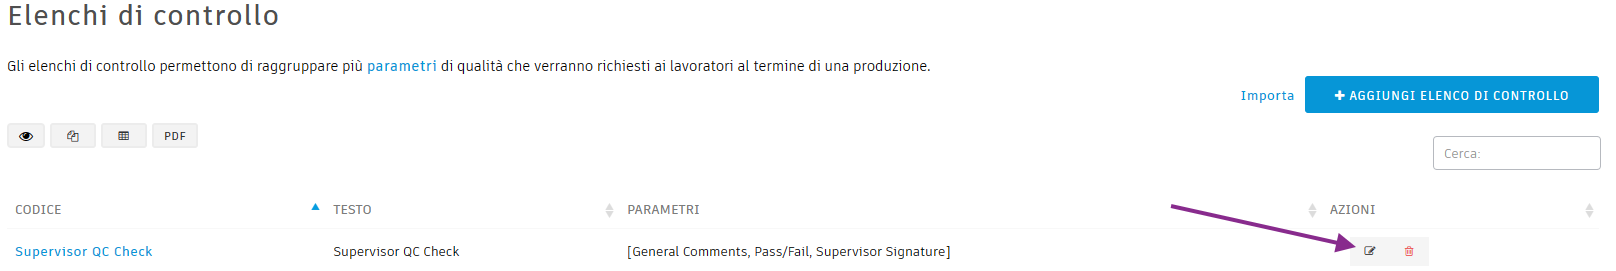 Elenchi di controllo
Gli elenchi di controllo permettono di raggruppare più parametri di qualità che verranno richiesti ai lavoratori al termine di una produzione.
Importa
AGGIUNGI ELENCO DI CONTROLLO
PDF
Cerca:
CODICE TESTO PARAMETRI AZIONI
Supervisor QC Check Supervisor QC Check [General Comments, Pass/Fail, Supervisor Signature]